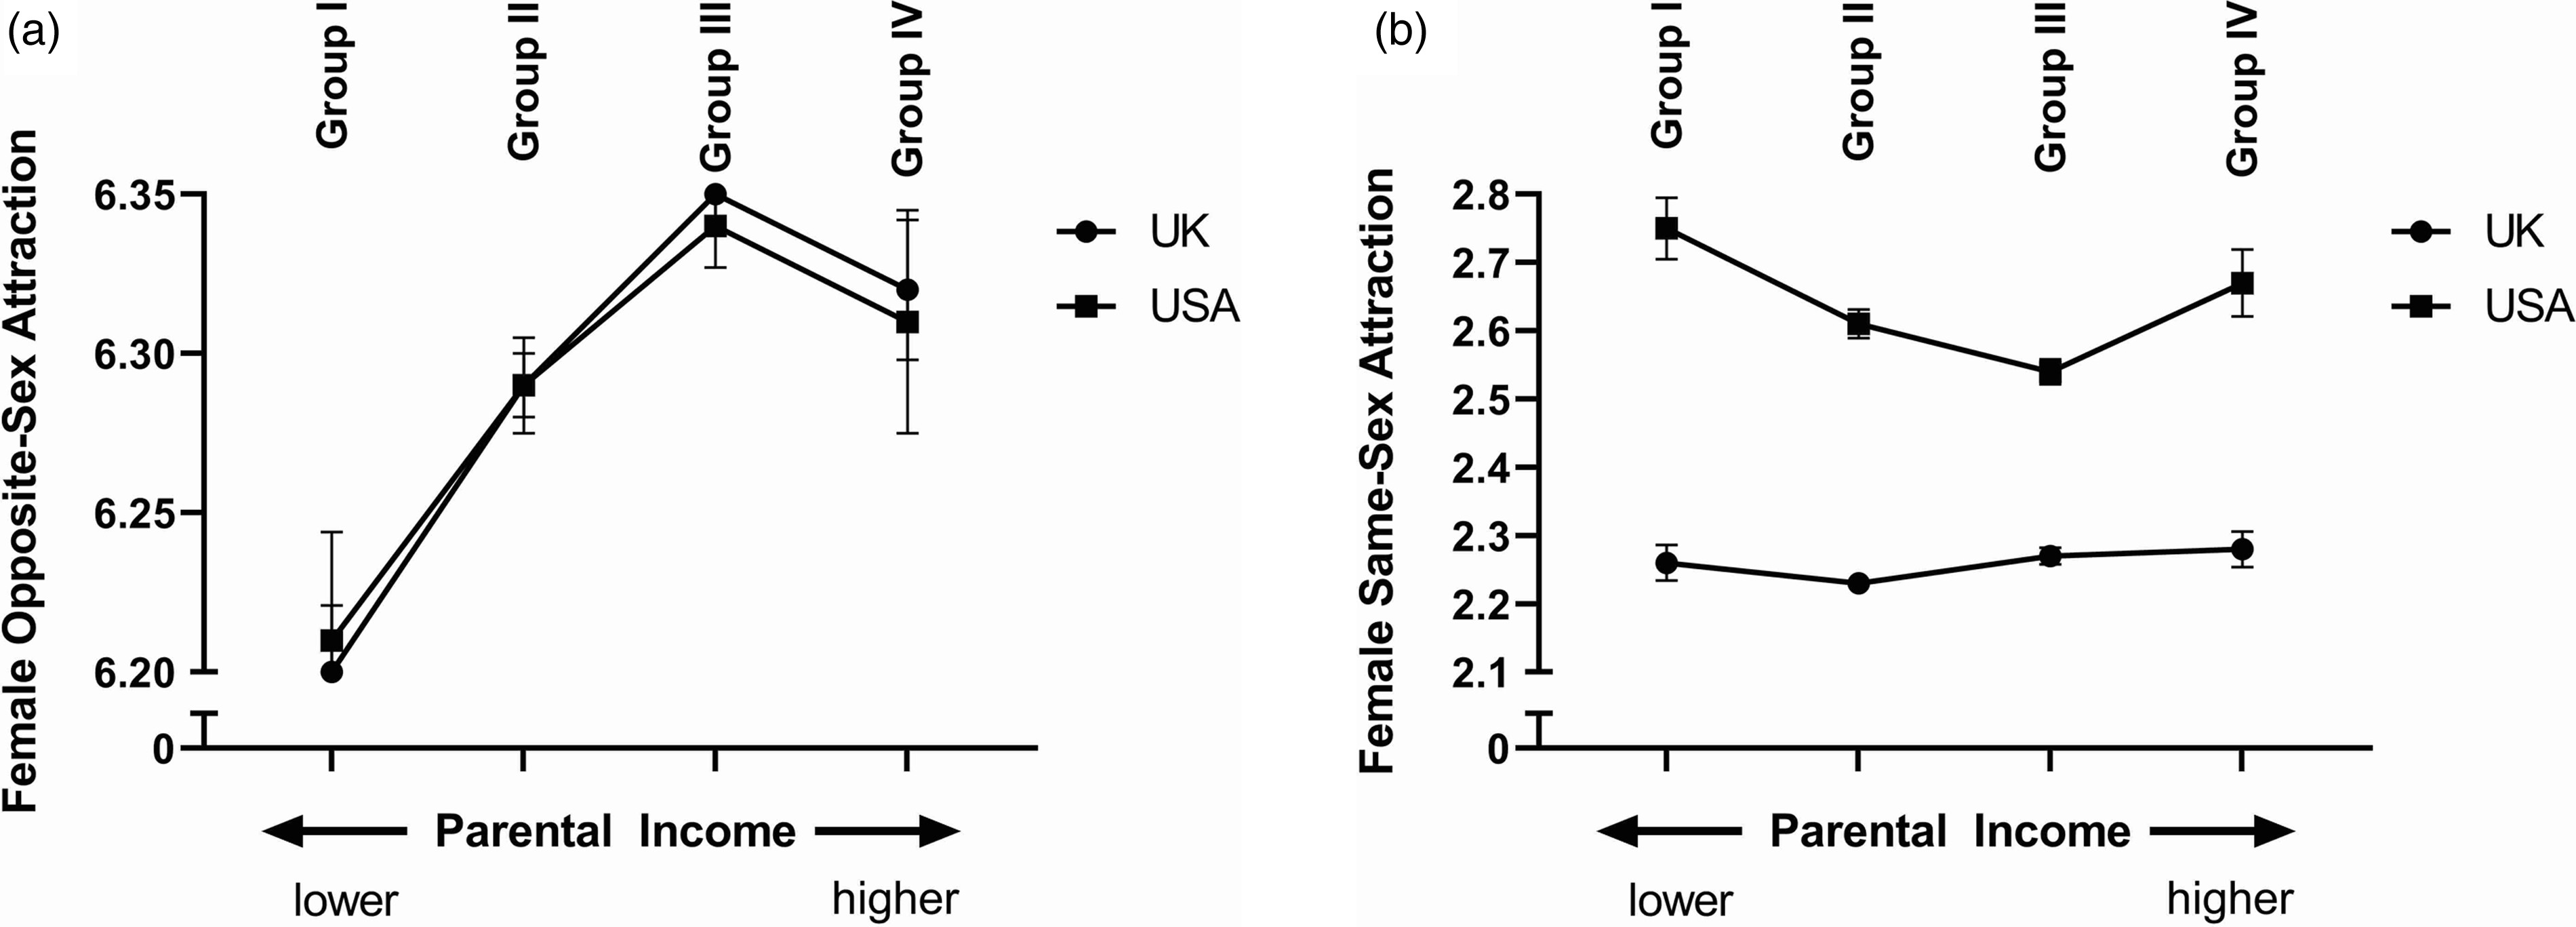 (a)
Group I
Group II
Group III
Group IV
Female Opposite-Sex Attraction
6.35
6.30
6.25
6.20
0
UK
USA
Parental Income
lower
higher
(b)
Group I
Group II
Group III
Group IV
Female Same-Sex Attraction
2.8
2.7
2.6
2.5
2.4
2.3
2.2
2.1
0
UK
USA
Parental Income
lower
higher